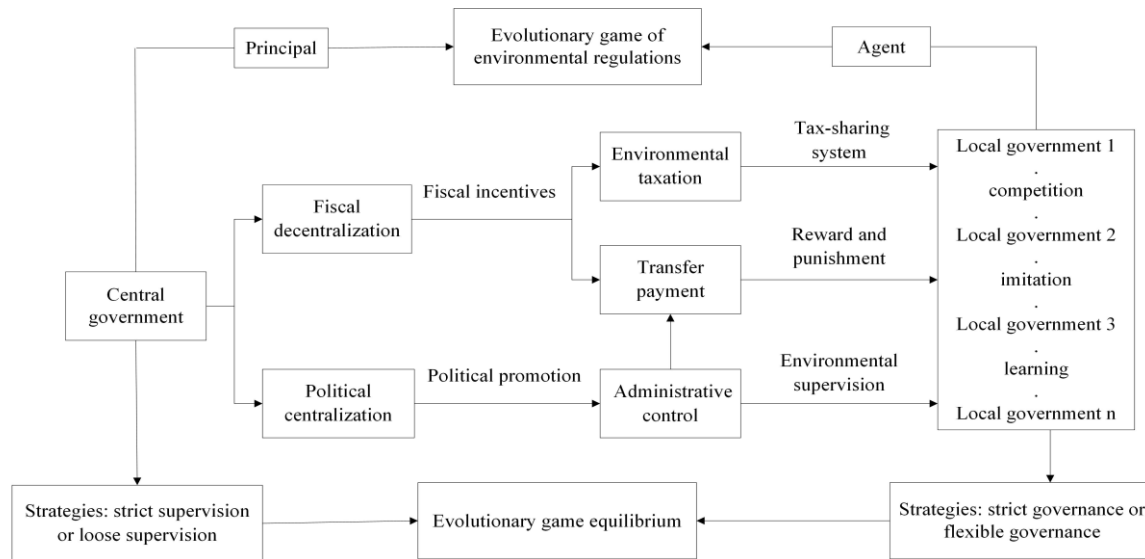 Principal
Evolutionary game of
environmental regulations
Agent
Environmental
taxation
Tax-sharing
system
Local government 1
.
competition
.
Local government 2
.
imitation
.
Local government 3
.
learning
.
Local government n
Fiscal
decentralization
Fiscal incentives
Reward and
punishment
Transfer
payment
Central
government
Political
centralization
Political promotion
Administrative
control
Environmental
supervision
Strategies: strict supervision
or loose supervision
Evolutionary game equilibrium
Strategies: strict governance or
flexible governance